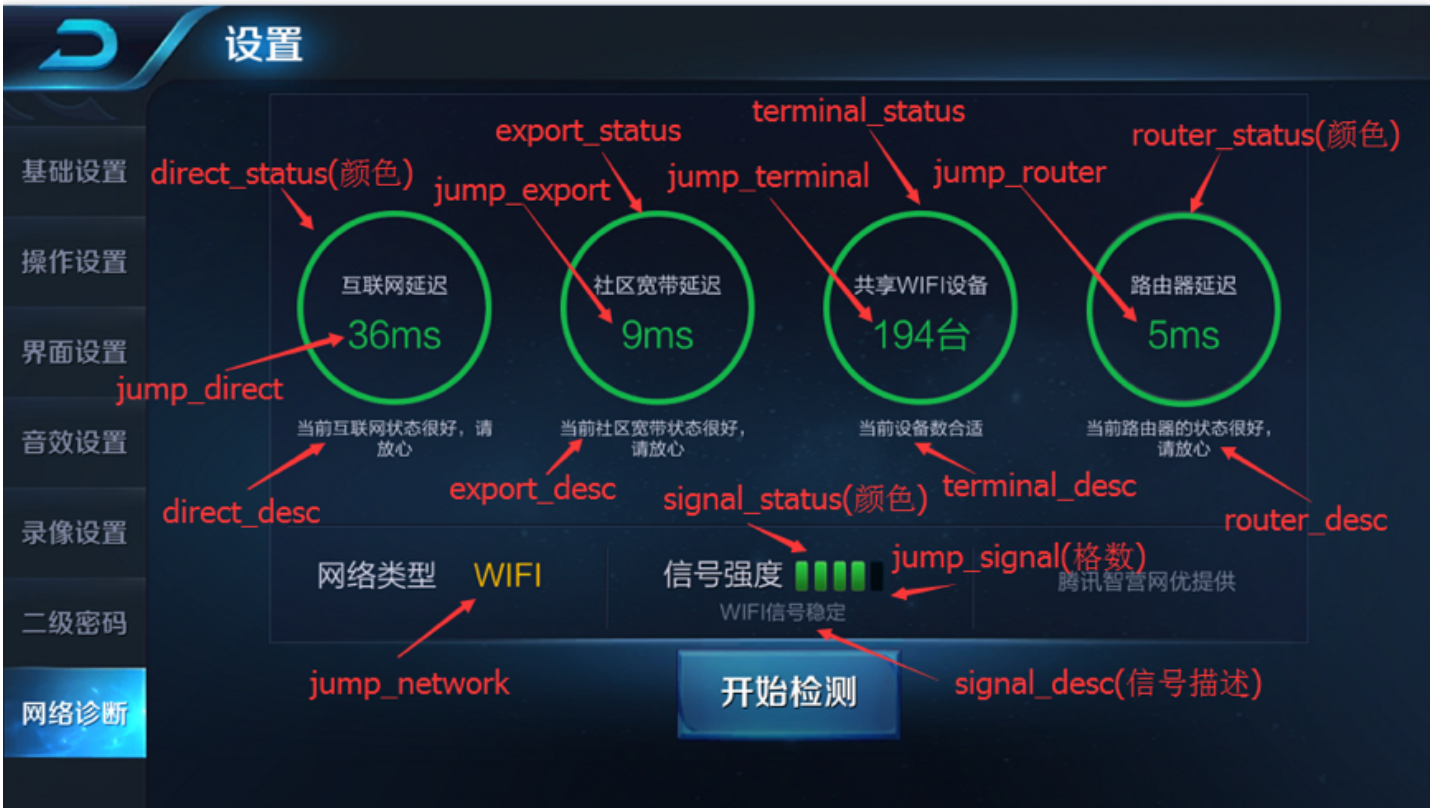 设置
基础设置
操作设置
界面设置
音效设置
录像设置
二级密码
网络诊断
direct_status(颜色)
export_status
terminal_status
router_status(颜色)
jump_export
jump_terminal
jump_router
互联网延迟
36ms
社区宽带延迟
9ms
共享WIFI设备
194台
路由器延迟
5ms
jump_direct
当前互联网状态很好，请
放心
当前社区宽带状态很好，
请放心
当前设备数合适
当前路由器的状态很好，
请放心
direct_desc
export_desc
terminal_desc
router_desc
signal_status(颜色)
jump_signal(格数)
网络类型 WIFI
信号强度
WIFI信号稳定
腾讯智营网优提供
jump_network
signal_desc(信号描述)
开始检测